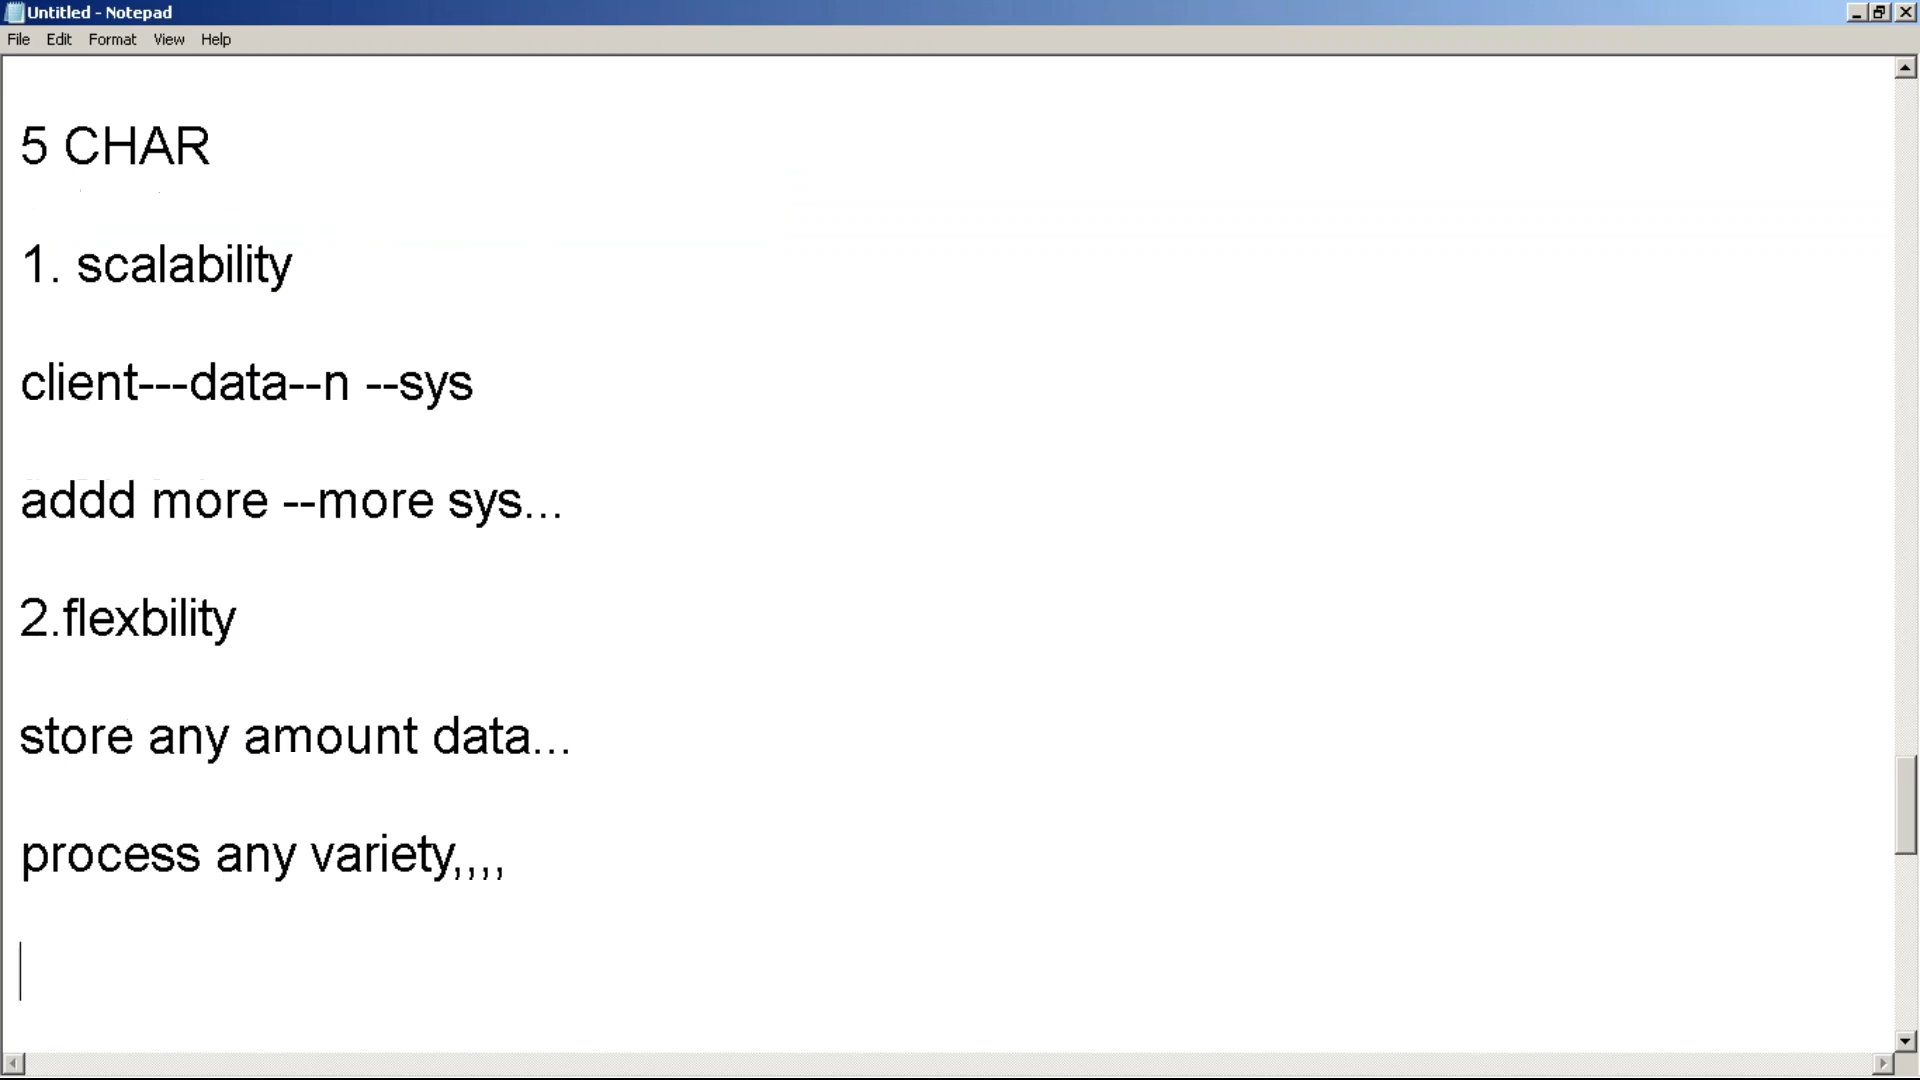 Untitled - Notepad
File Edit Format View Help
5 CHAR
1. scalability
client---data--n --sys
addd more --more sys...
2.flexbility
store any amount data...
process any variety,,,,